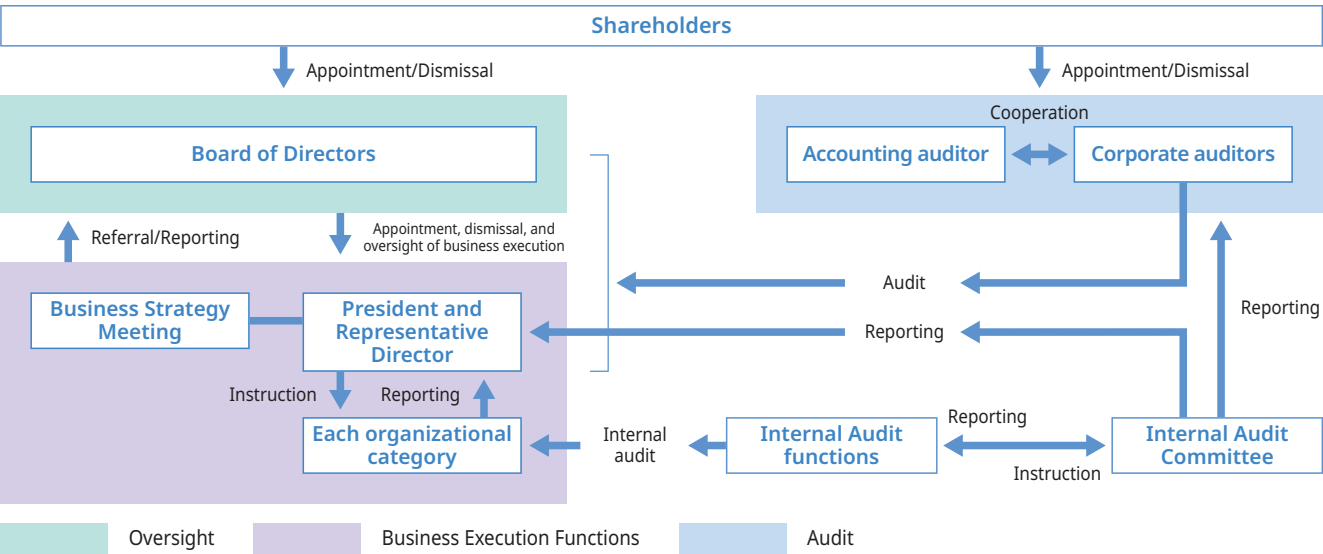 Shareholders
Appointment/Dismissal
Appointment/Dismissal
Cooperation
Board of Directors
Accounting auditor
Corporate auditors
Referral/Reporting
Appointment, dismissal, and
oversight of business execution
Audit
Business Strategy
Meeting
President and
Representative
Director
Reporting
Reporting
Instruction
Reporting
Each organizational
category
Internal
audit
Internal Audit
functions
Reporting
Instruction
Internal Audit
Committee
Oversight
Business Execution Functions
Audit